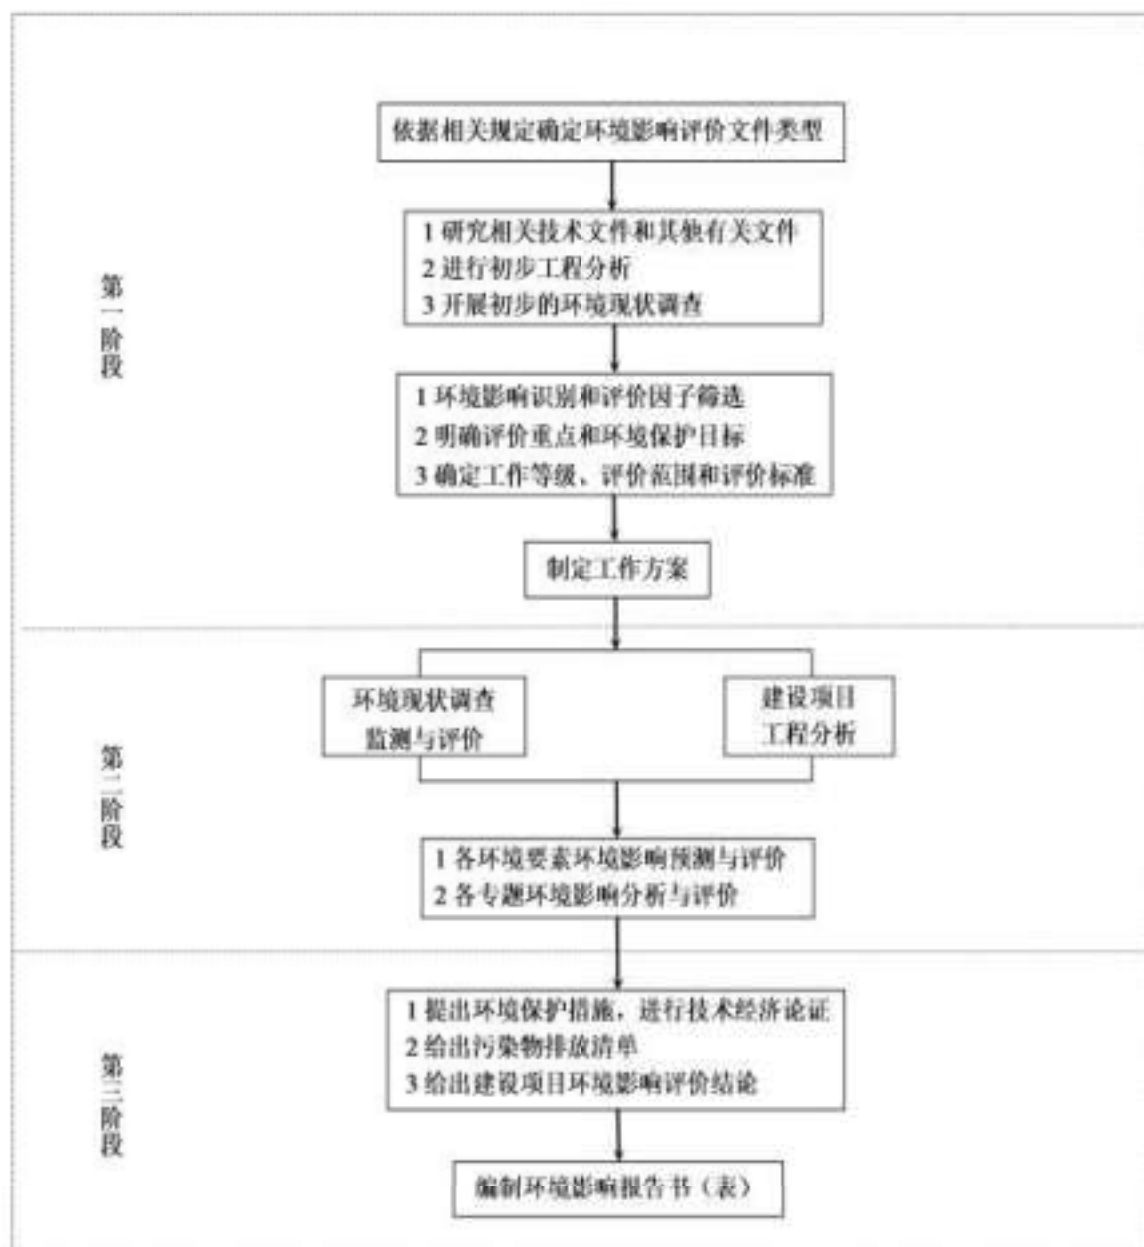 依据相关规定确定环境影响评价文件类型
1 研究相关技术文件和其他有关文件
2 进行初步工程分析
3 开展初步的环境现状调查
第一阶段
1 环境影响识别和评价因子筛选
2 明确评价重点和环境保护目标
3 确定工作等级、评价范围和评价标准
制定工作方案
环境现状调查
监测与评价
建设项目
工程分析
第二阶段
1 各环境要素环境影响预测与评价
2 各专题环境影响分析与评价
1 提出环境保护措施，进行技术经济论证
2 给出污染物排放清单
3 给出建设项目环境影响评价结论
第三阶段
编制环境影响报告书（表）